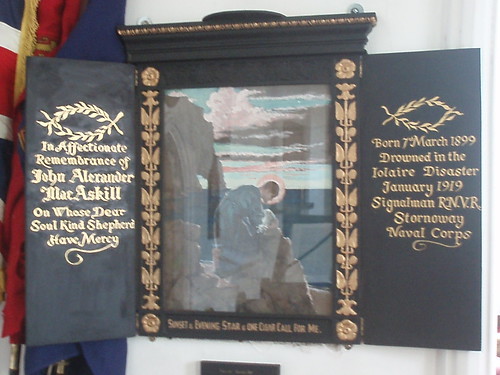 In Affectionate
Remembrance of
John Alexander
MacAskill
On Whose Dear
Soul Kind Shepherd
Have Mercy
Sunset & Evening Star & one Clear Call For Me.
Born 7th March 1899
Drowned in the
Iolaire Disaster
January 1919
Signalman R.N.V.R.
Stornoway
Naval Corps